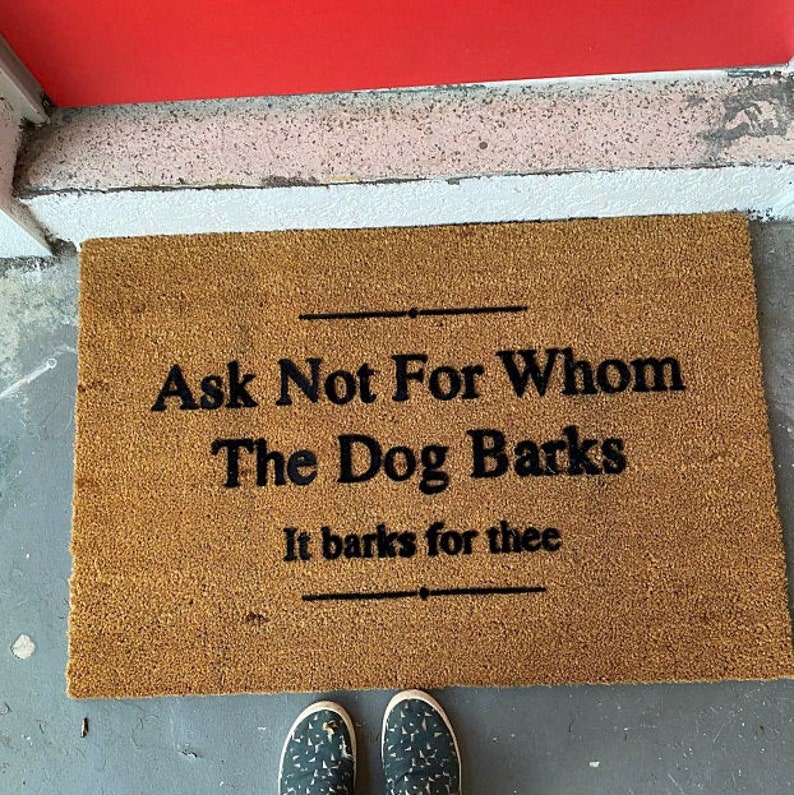 Ask Not For Whom
The Dog Barks
It barks for thee